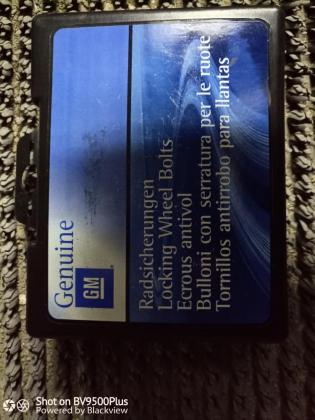 Genuine
GM
Radsicherungen
Locking Wheel Bolts
Ecrous antivol
Bulloni con serratura per le ruote
Tornillos antirrobo para llantas
Shot on BV9500Plus
Powered by Blackview